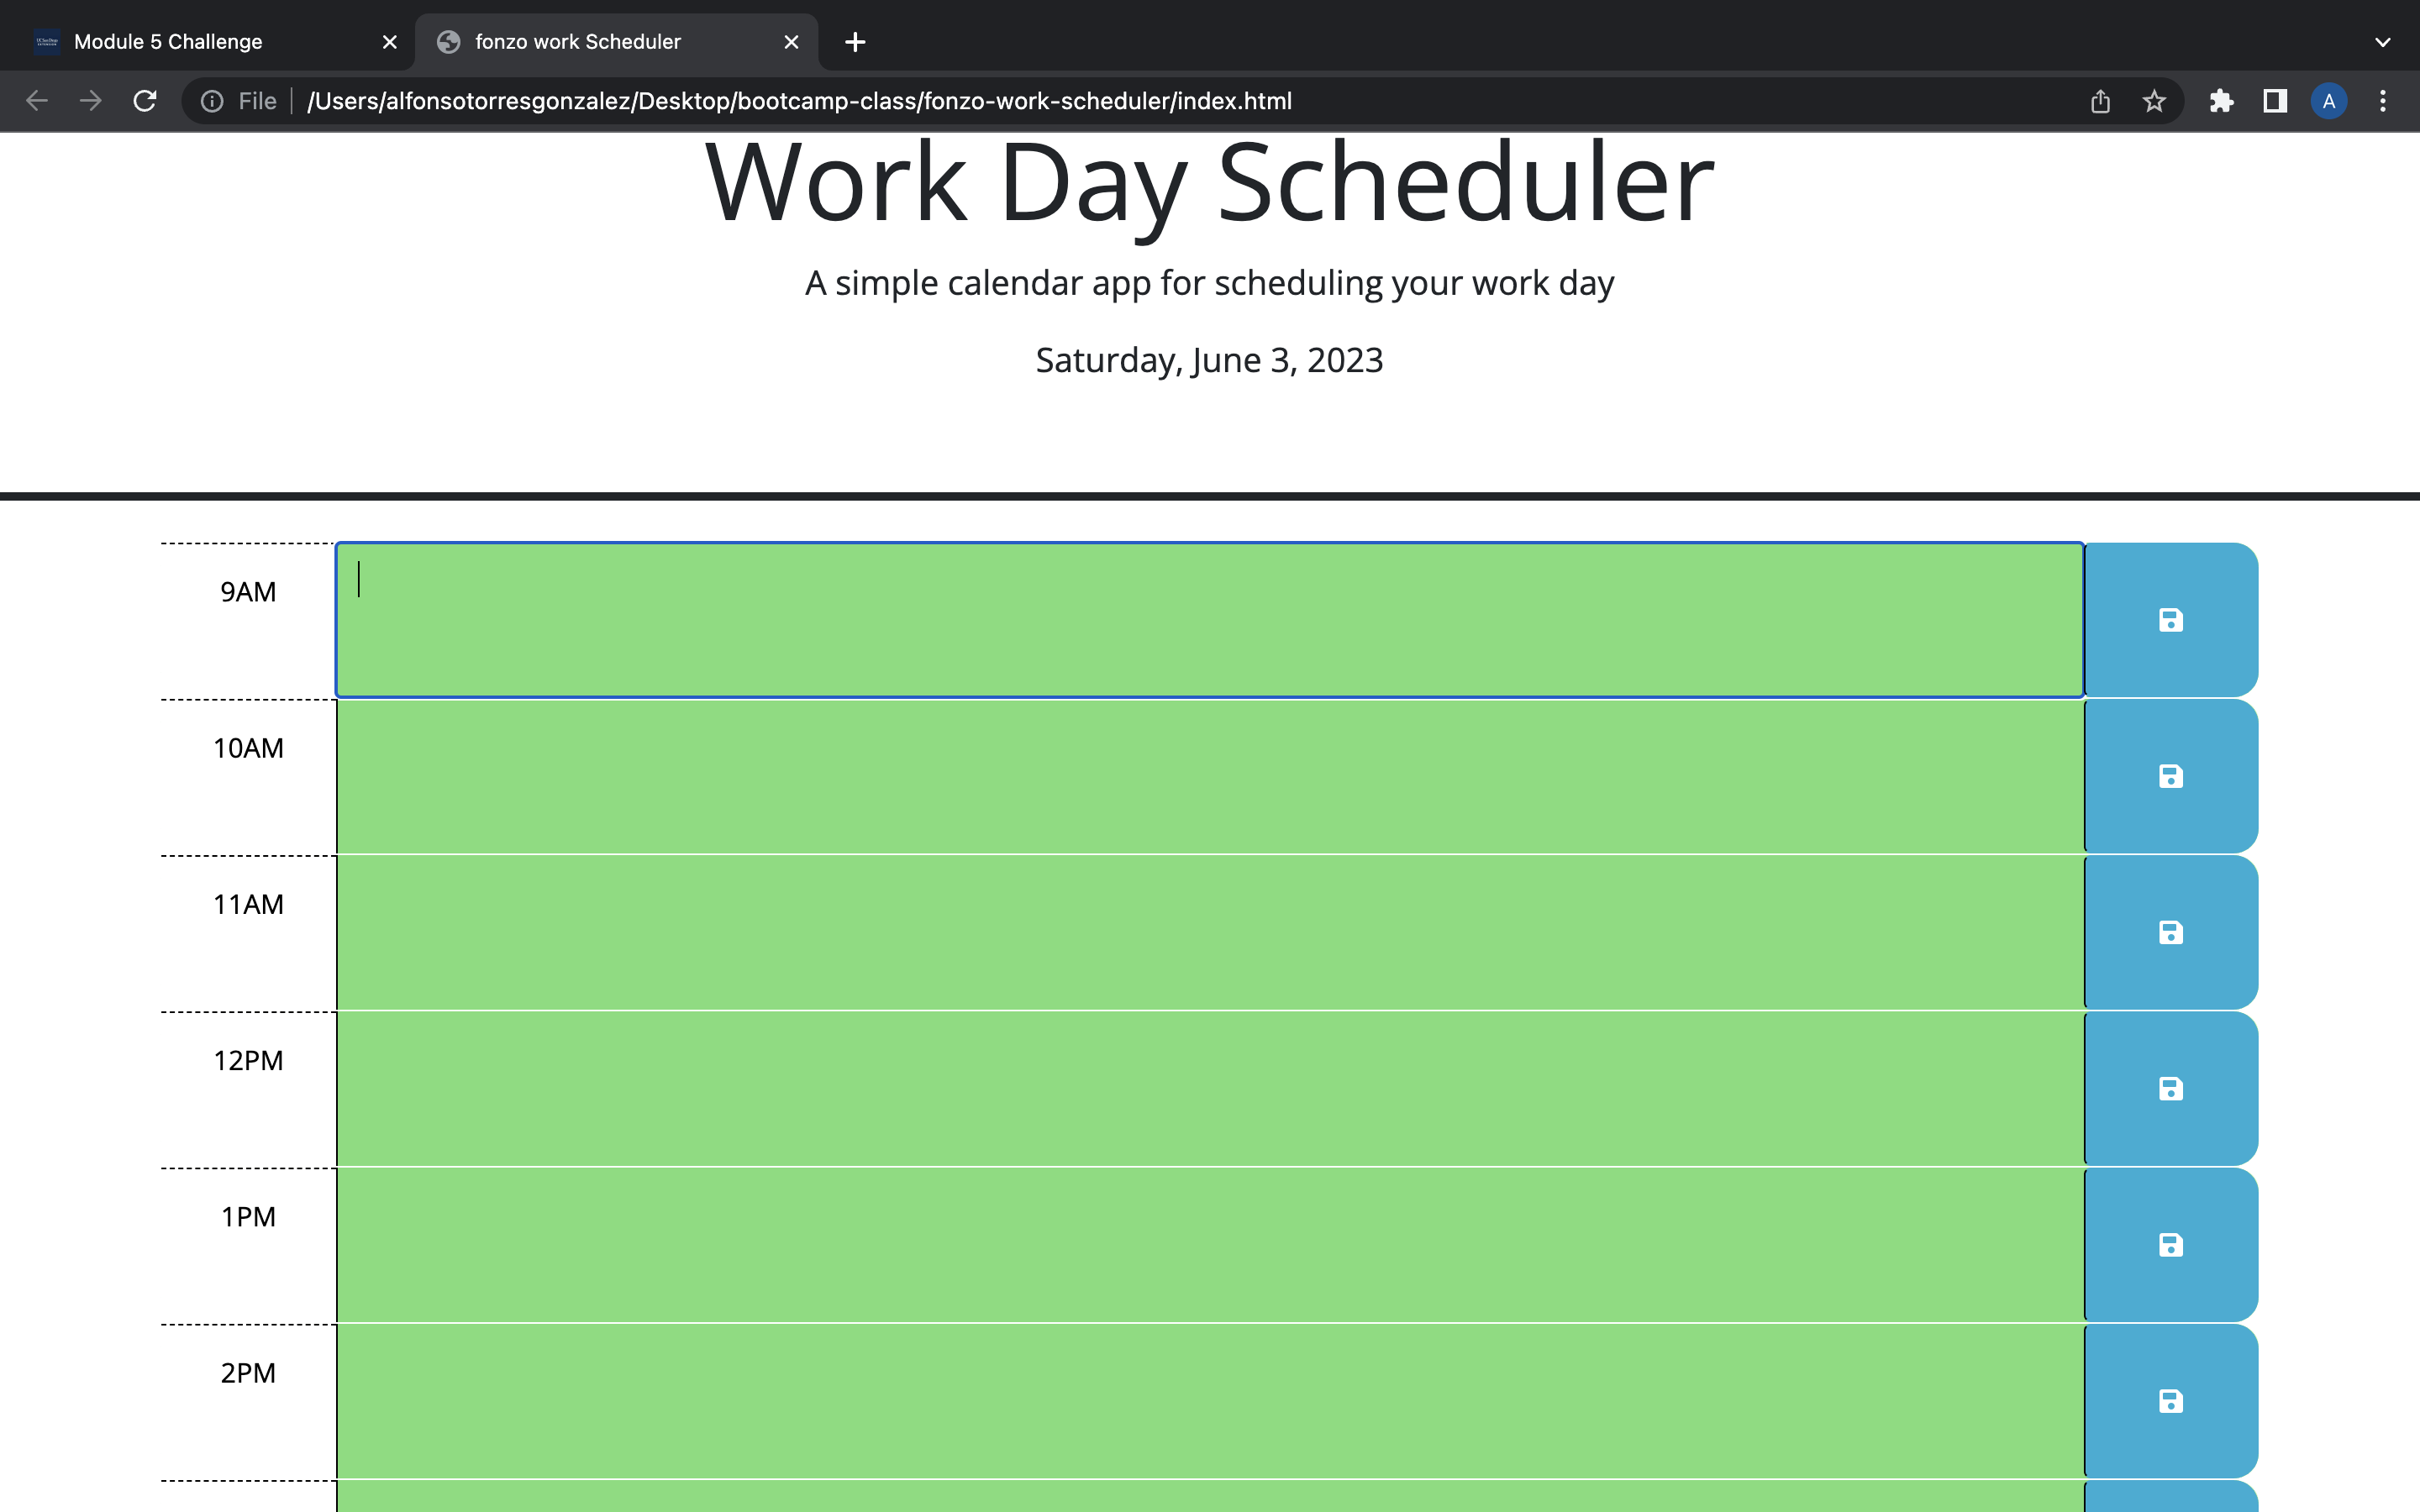 Module 5 Challenge
fonzo work Scheduler
File
/Users/alfonsotorresgonzalez/Desktop/bootcamp-class/fonzo-work-scheduler/index.html
A
Work Day Scheduler
A simple calendar app for scheduling your work day
Saturday, June 3, 2023
9AM
10AM
11AM
12PM
1PM
2PM